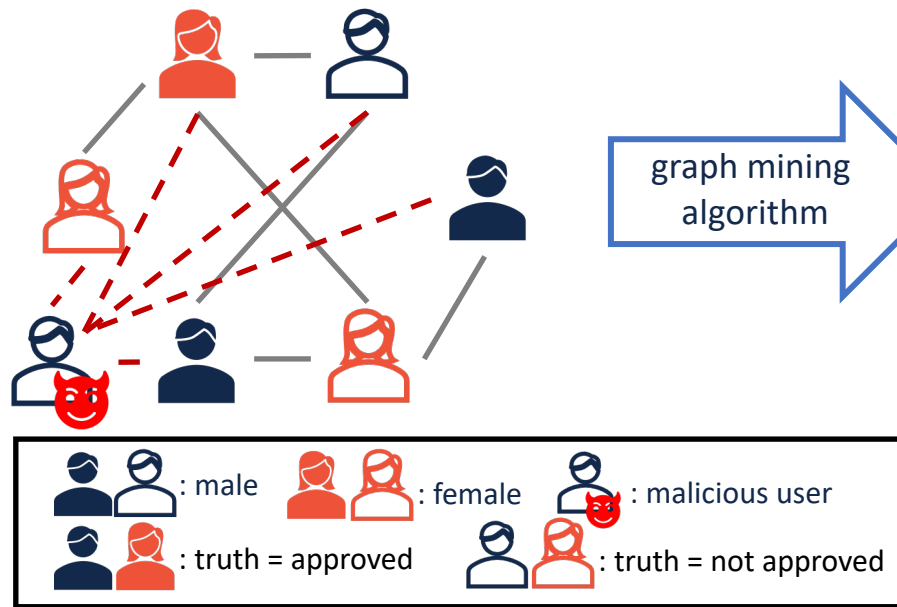 graph mining
algorithm
: male : female : malicious user
: truth = approved : truth = not approved